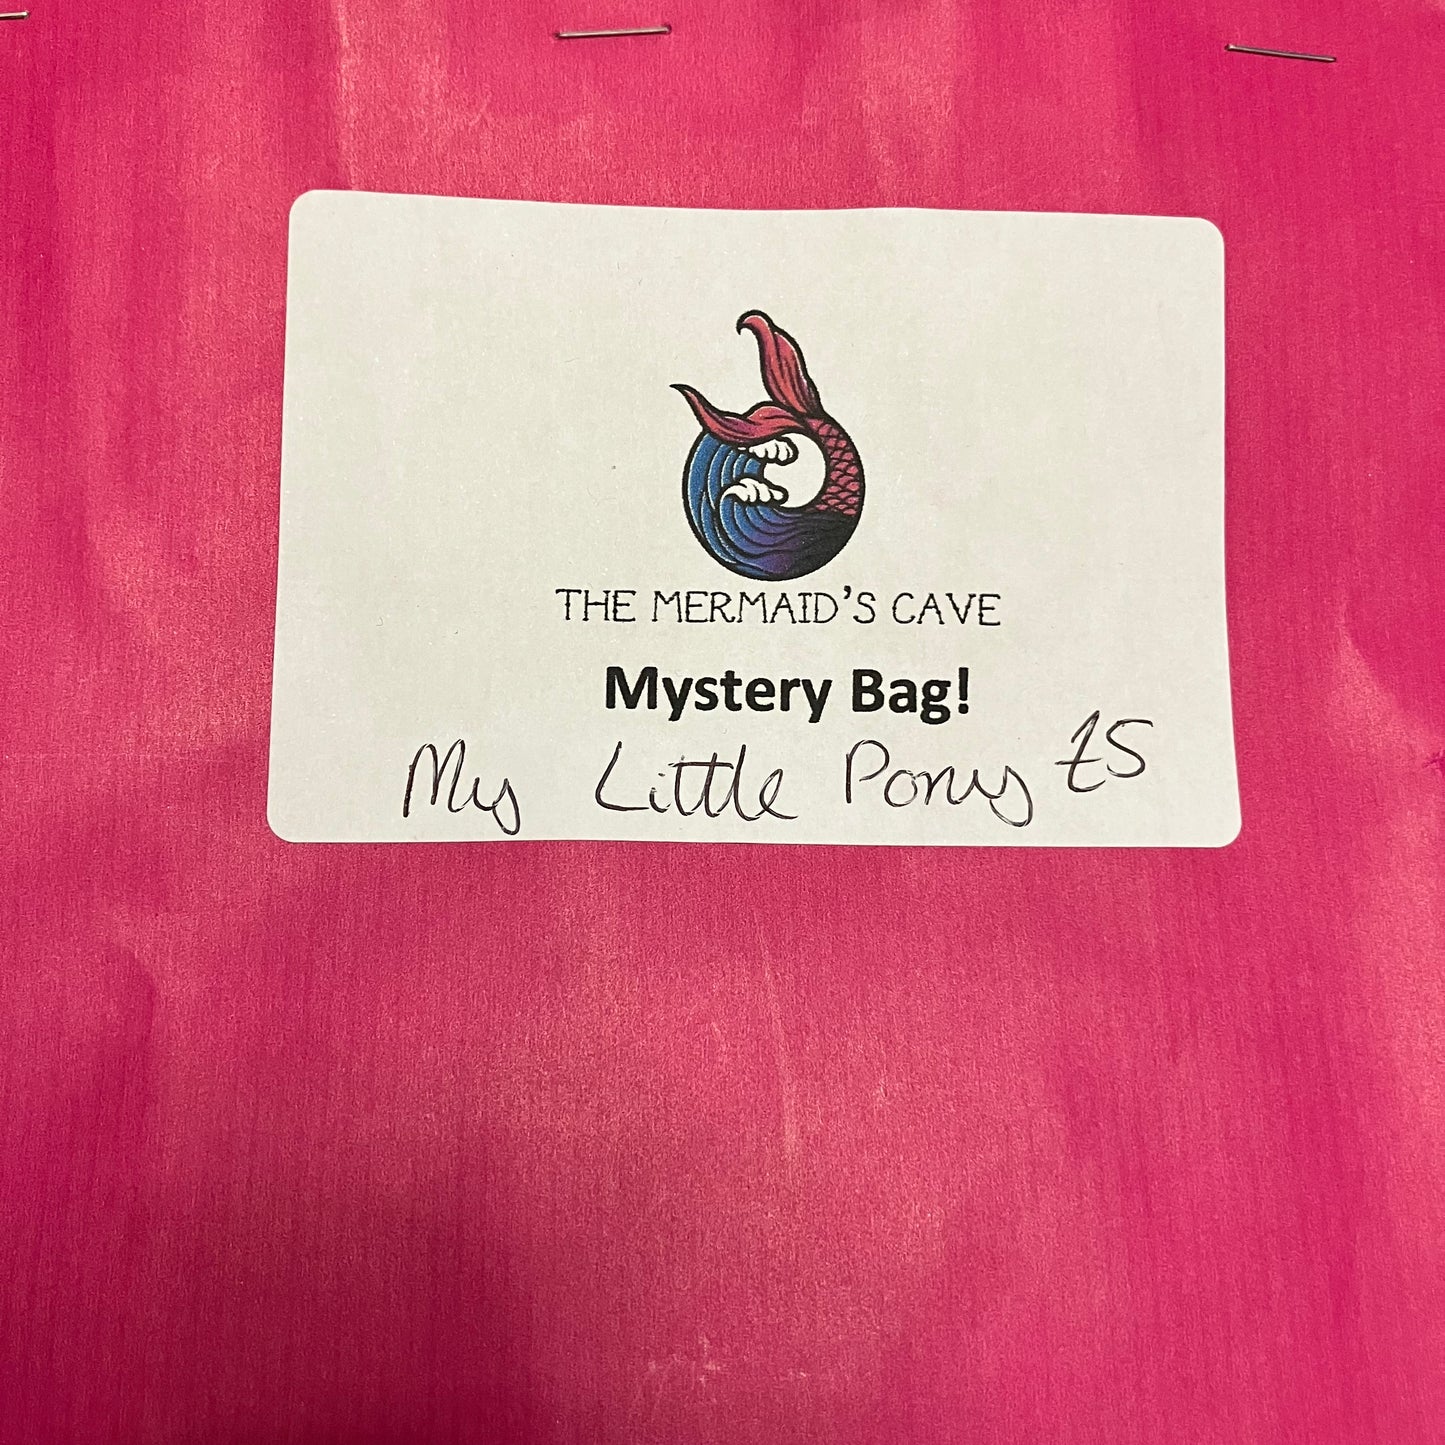 THE MERMAID'S CAVE
Mystery Bag!
My Little Pony £5